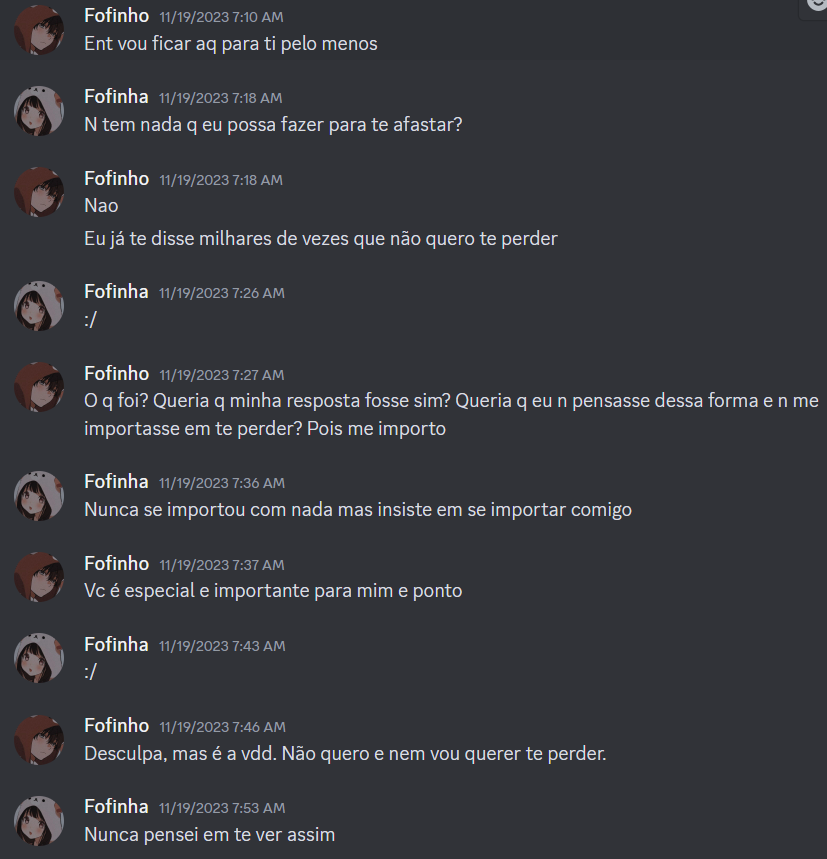 Fofinho 11/19/2023 7:10 AM
Ent vou ficar aq para ti pelo menos
Fofinha 11/19/2023 7:18 AM
N tem nada q eu possa fazer para te afastar?
Fofinho 11/19/2023 7:18 AM
Nao
Eu já te disse milhares de vezes que não quero te perder
Fofinha 11/19/2023 7:26 AM
:/
Fofinho 11/19/2023 7:27 AM
O q foi? Queria q minha resposta fosse sim? Queria q eu n pensasse dessa forma e n me
importasse em te perder? Pois me importo
Fofinha 11/19/2023 7:36 AM
Nunca se importou com nada mas insiste em se importar comigo
Fofinho 11/19/2023 7:37 AM
Vc é especial e importante para mim e ponto
Fofinha 11/19/2023 7:43 AM
:/
Fofinho 11/19/2023 7:46 AM
Desculpa, mas é a vdd. Não quero e nem vou querer te perder.
Fofinha 11/19/2023 7:53 AM
Nunca pensei em te ver assim